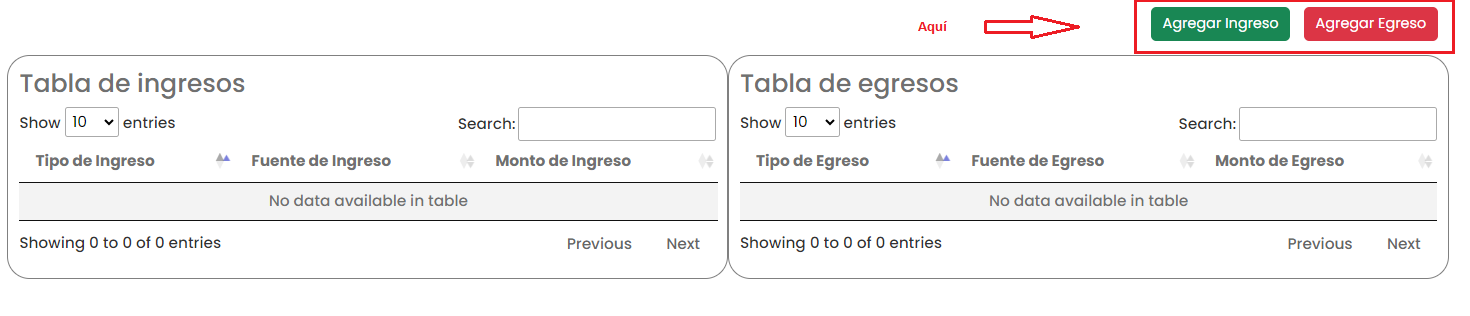 Aquí
Agregar Ingreso
Agregar Egreso
Tabla de ingresos
Show 10 entries
Search:
Tipo de Ingreso Fuente de Ingreso Monto de Ingreso
No data available in table
Showing 0 to 0 of 0 entries
Previous Next
Tabla de egresos
Show 10 entries
Search:
Tipo de Egreso Fuente de Egreso Monto de Egreso
No data available in table
Showing 0 to 0 of 0 entries
Previous Next